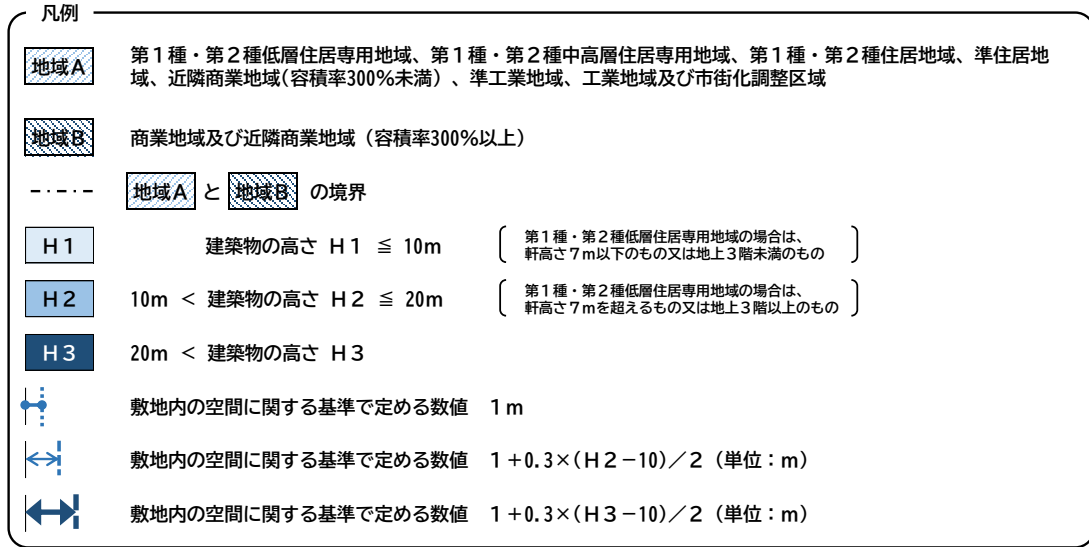 凡例
地域A
第1種・第2種低層住居専用地域、第1種・第2種中高層住居専用地域、第1種・第2種住居地域、準住居地
域、近隣商業地域(容積率300%未満)、準工業地域、工業地域及び市街化調整区域
地域B
商業地域及び近隣商業地域(容積率300%以上)
地域A と 地域B の境界
H1 建築物の高さ H1 ≦ 10m
第1種・第2種低層住居専用地域の場合は、
軒高さ7m以下のもの又は地上3階未満のもの
H2 10m < 建築物の高さ H2 ≦ 20m
第1種・第2種低層住居専用地域の場合は、
軒高さ7mを超えるもの又は地上3階以上のもの
H3 20m < 建築物の高さ H3
敷地内の空間に関する基準で定める数値 1m
敷地内の空間に関する基準で定める数値 1+0.3×(H2-10)/2(単位:m)
敷地内の空間に関する基準で定める数値 1+0.3×(H3-10)/2(単位:m)